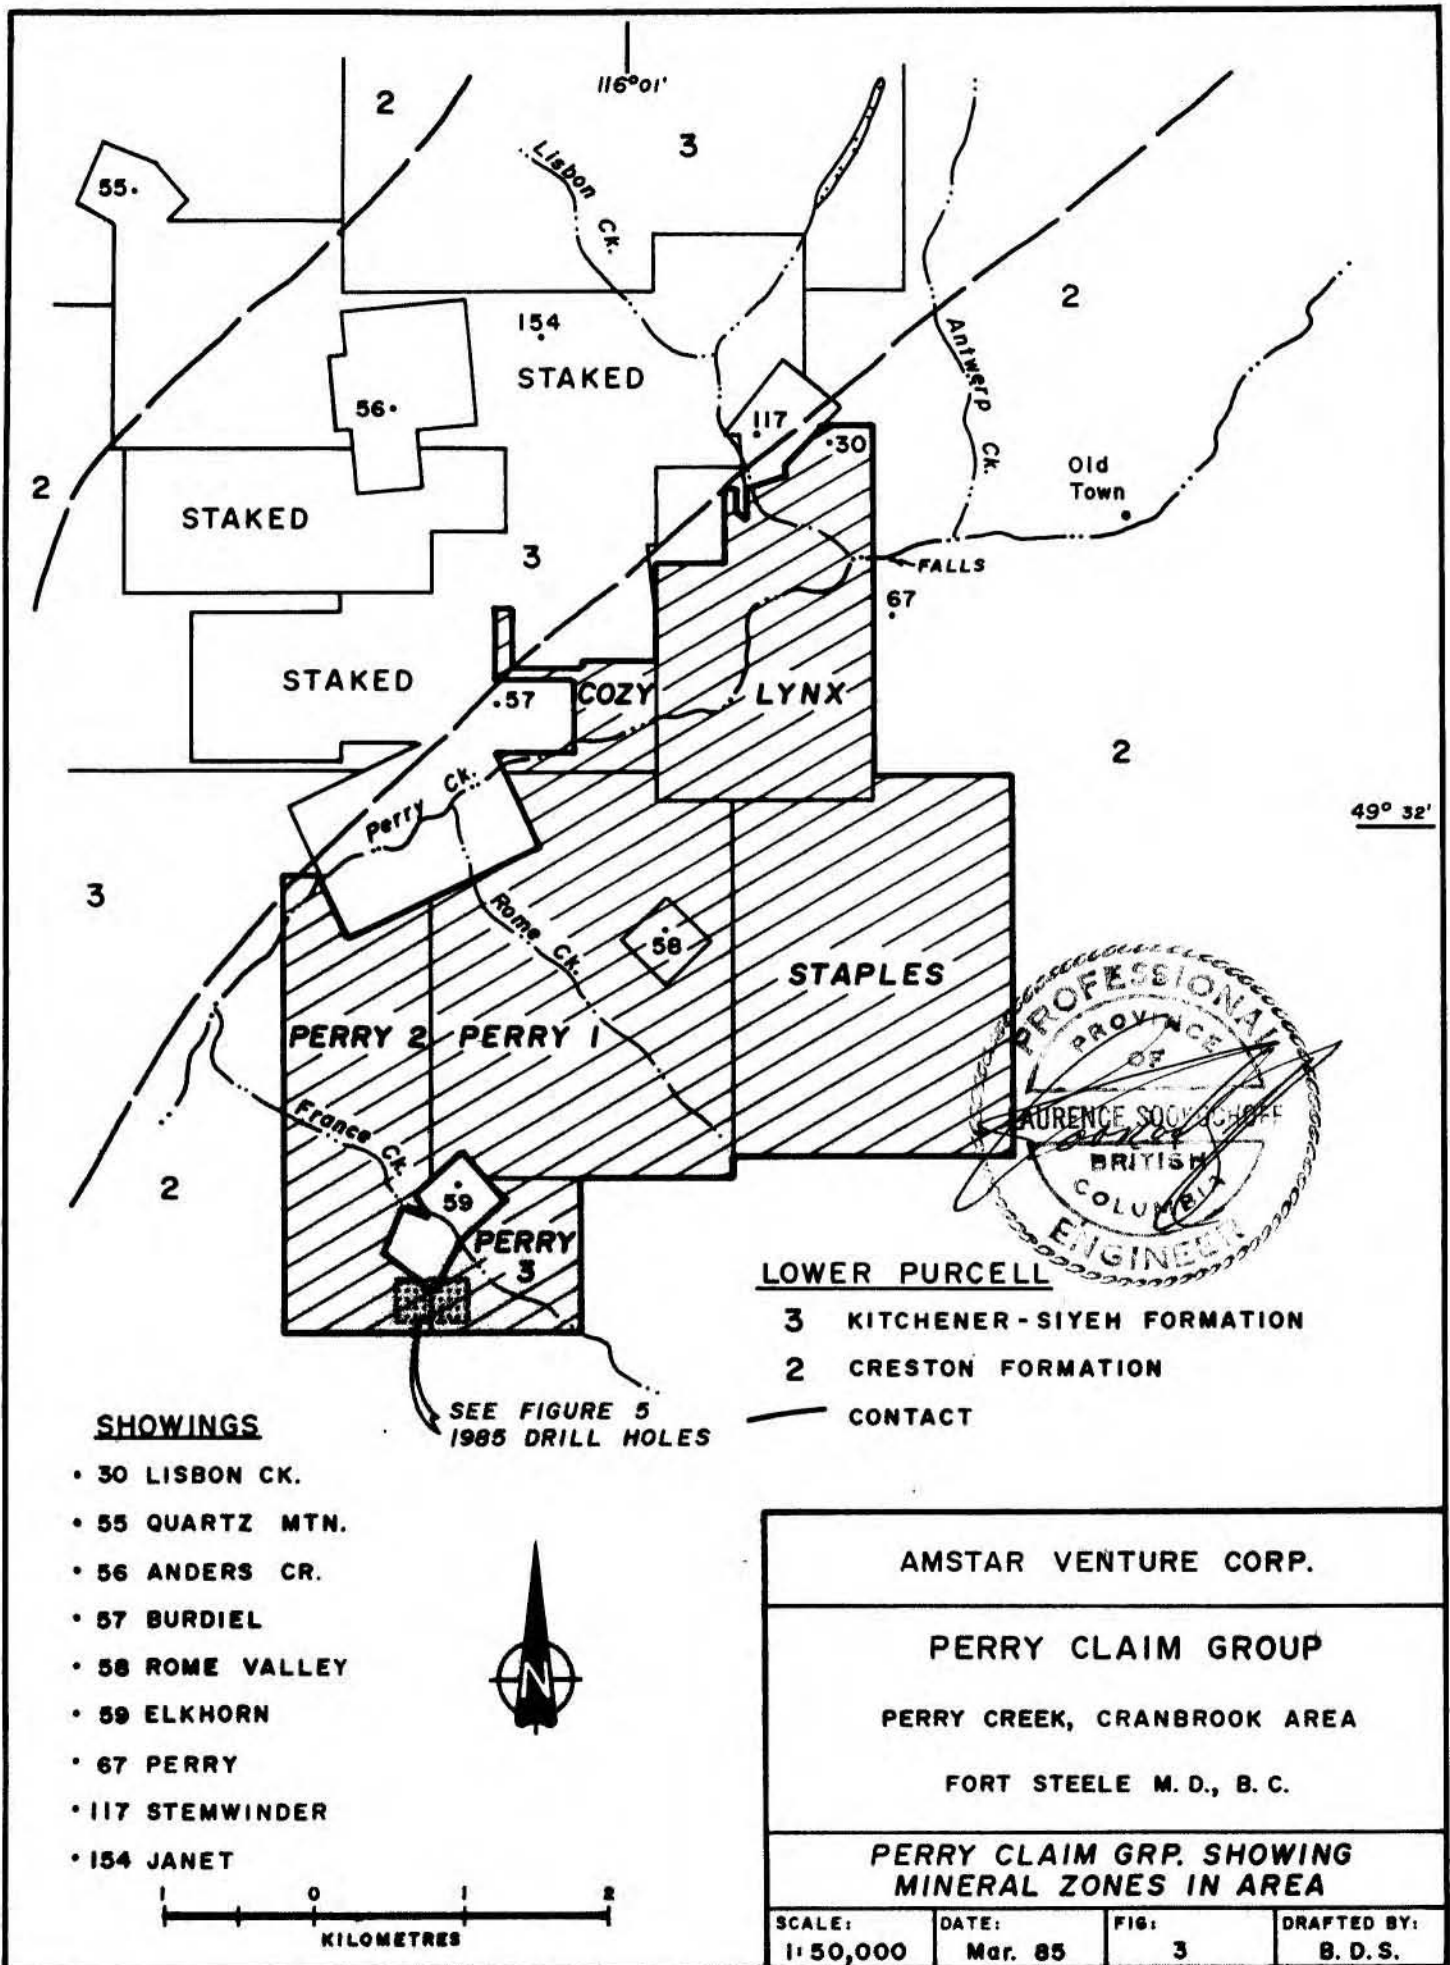 116°01'
2
3
Lisbon Ck.
55
2
154
STAKED
Antwerp Ck.
56
117
30
Old
Town
2
STAKED
3
FALLS
67
STAKED
57
COZY
LYNX
2
Perry Ck.
49° 32'
3
Rome Ck.
58
STAPLES
PERRY 2
PERRY 1
France Ck.
2
59
PERRY
3
PROFESSIONAL
PROVINCE
OF
BRITISH
COLUMBIA
ENGINEER
LOWER PURCELL
3 KITCHENER-SIYEH FORMATION
2 CRESTON FORMATION
CONTACT
SEE FIGURE 5
1985 DRILL HOLES
SHOWINGS
• 30 LISBON CK.
• 55 QUARTZ MTN.
• 56 ANDERS CR.
• 57 BURDIEL
• 58 ROME VALLEY
• 59 ELKHORN
• 67 PERRY
• 117 STEMWINDER
• 154 JANET
N
1 0 1 2
KILOMETRES
AMSTAR VENTURE CORP.
PERRY CLAIM GROUP
PERRY CREEK, CRANBROOK AREA
FORT STEELE M.D., B.C.
PERRY CLAIM GRP. SHOWING
MINERAL ZONES IN AREA
SCALE:
1:50,000
DATE:
Mar. 85
FIG:
3
DRAFTED BY:
B.D.S.